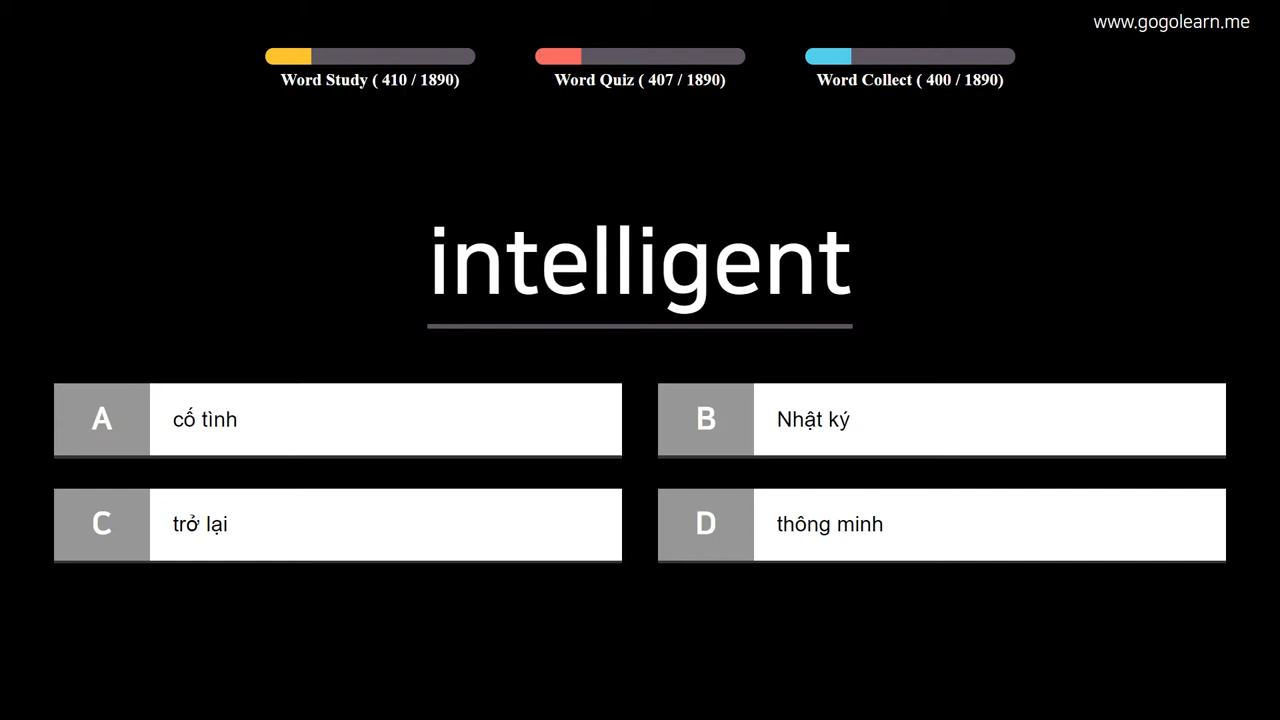 www.gogolearn.me
Word Study ( 410 / 1890)
Word Quiz ( 407 / 1890)
Word Collect ( 400 / 1890)
intelligent
A cố tình
B Nhật ký
C trở lại
D thông minh